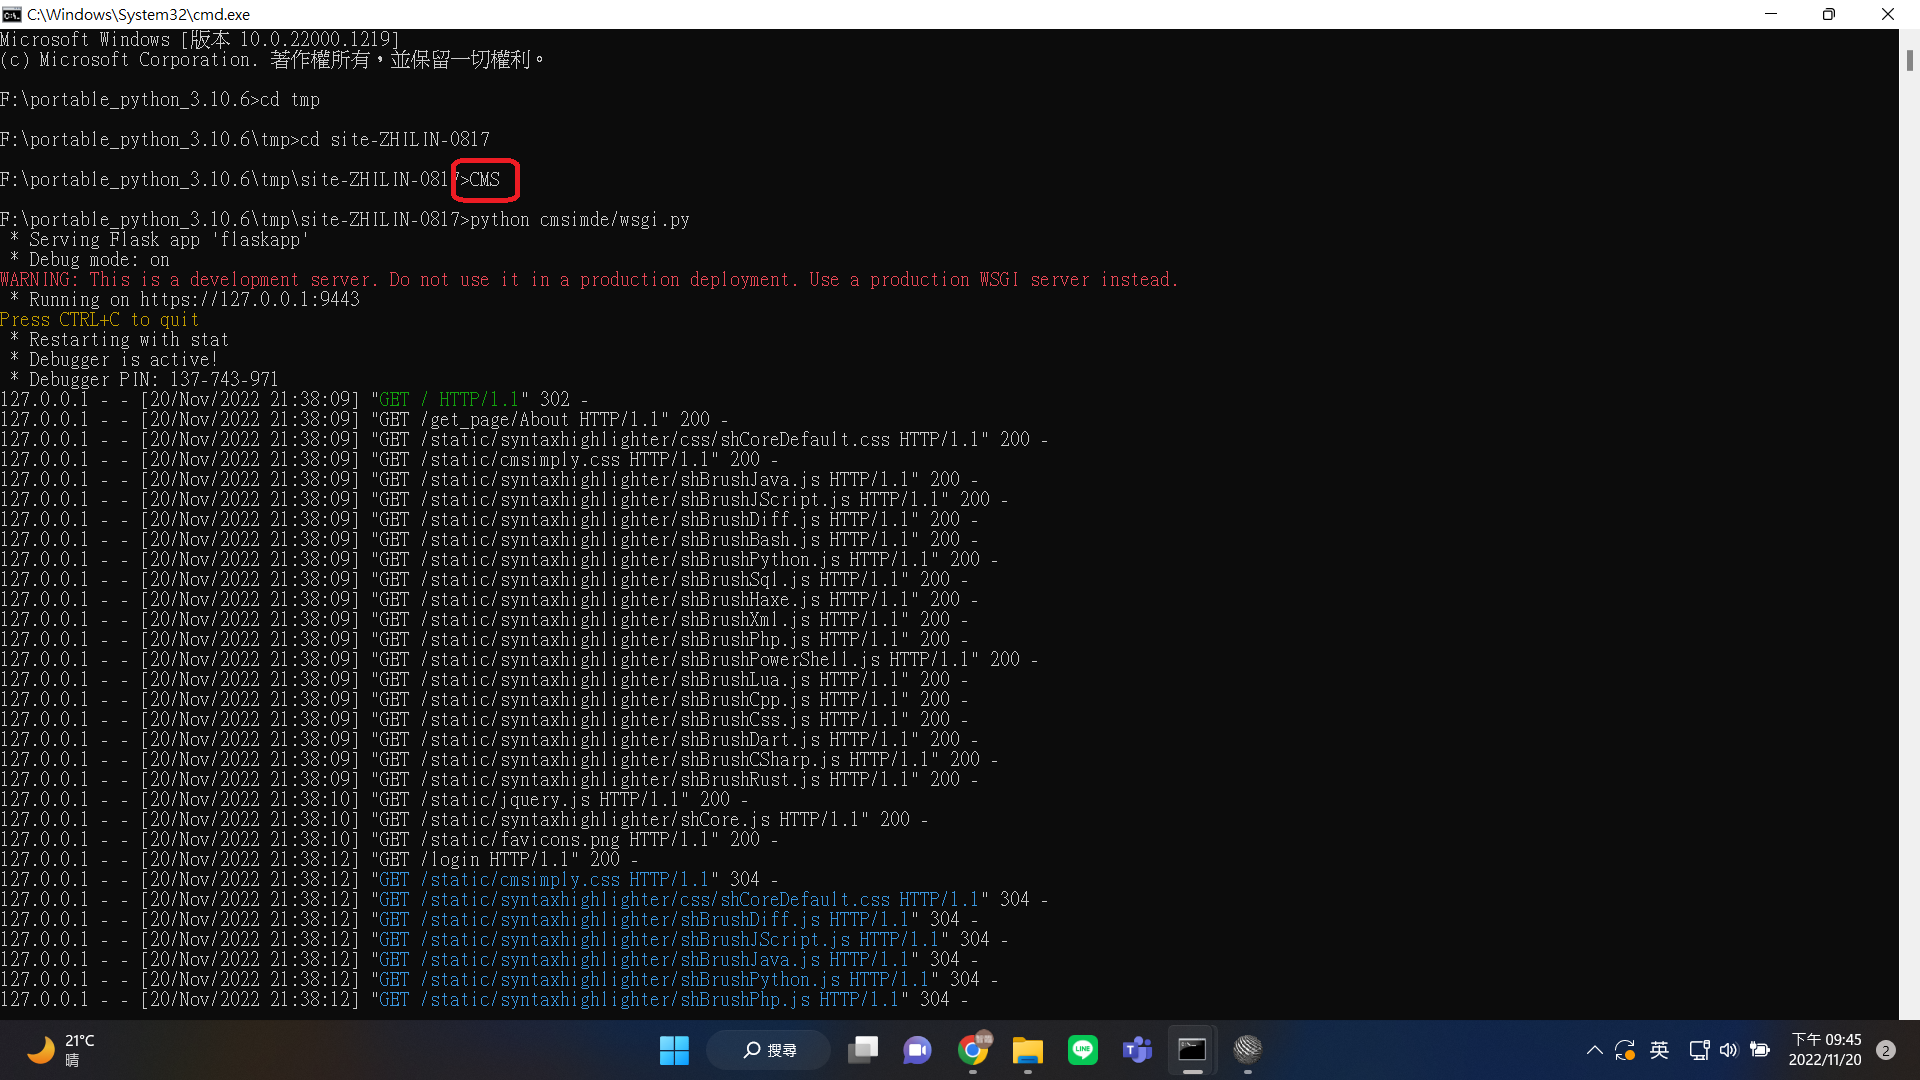 C:\Windows\System32\cmd.exe
Microsoft Windows [版本 10.0.22000.1219]
(c) Microsoft Corporation. 著作權所有，並保留一切權利。
F:\portable_python_3.10.6>cd tmp
F:\portable_python_3.10.6\tmp>cd site-ZHILIN-0817
F:\portable_python_3.10.6\tmp\site-ZHILIN-0817>CMS
F:\portable_python_3.10.6\tmp\site-ZHILIN-0817>python cmsimde/wsgi.py
 * Serving Flask app 'flaskapp'
 * Debug mode: on
WARNING: This is a development server. Do not use it in a production deployment. Use a production WSGI server instead.
 * Running on https://127.0.0.1:9443
Press CTRL+C to quit
 * Restarting with stat
 * Debugger is active!
 * Debugger PIN: 137-743-971
127.0.0.1 - - [20/Nov/2022 21:38:09] "GET / HTTP/1.1" 302 -
127.0.0.1 - - [20/Nov/2022 21:38:09] "GET /get_page/About HTTP/1.1" 200 -
127.0.0.1 - - [20/Nov/2022 21:38:09] "GET /static/syntaxhighlighter/css/shCoreDefault.css HTTP/1.1" 200 -
127.0.0.1 - - [20/Nov/2022 21:38:09] "GET /static/cmsimply.css HTTP/1.1" 200 -
127.0.0.1 - - [20/Nov/2022 21:38:09] "GET /static/syntaxhighlighter/shBrushJava.js HTTP/1.1" 200 -
127.0.0.1 - - [20/Nov/2022 21:38:09] "GET /static/syntaxhighlighter/shBrushJScript.js HTTP/1.1" 200 -
127.0.0.1 - - [20/Nov/2022 21:38:09] "GET /static/syntaxhighlighter/shBrushDiff.js HTTP/1.1" 200 -
127.0.0.1 - - [20/Nov/2022 21:38:09] "GET /static/syntaxhighlighter/shBrushBash.js HTTP/1.1" 200 -
127.0.0.1 - - [20/Nov/2022 21:38:09] "GET /static/syntaxhighlighter/shBrushPython.js HTTP/1.1" 200 -
127.0.0.1 - - [20/Nov/2022 21:38:09] "GET /static/syntaxhighlighter/shBrushSql.js HTTP/1.1" 200 -
127.0.0.1 - - [20/Nov/2022 21:38:09] "GET /static/syntaxhighlighter/shBrushHaxe.js HTTP/1.1" 200 -
127.0.0.1 - - [20/Nov/2022 21:38:09] "GET /static/syntaxhighlighter/shBrushXml.js HTTP/1.1" 200 -
127.0.0.1 - - [20/Nov/2022 21:38:09] "GET /static/syntaxhighlighter/shBrushPhp.js HTTP/1.1" 200 -
127.0.0.1 - - [20/Nov/2022 21:38:09] "GET /static/syntaxhighlighter/shBrushPowerShell.js HTTP/1.1" 200 -
127.0.0.1 - - [20/Nov/2022 21:38:09] "GET /static/syntaxhighlighter/shBrushLua.js HTTP/1.1" 200 -
127.0.0.1 - - [20/Nov/2022 21:38:09] "GET /static/syntaxhighlighter/shBrushCpp.js HTTP/1.1" 200 -
127.0.0.1 - - [20/Nov/2022 21:38:09] "GET /static/syntaxhighlighter/shBrushCss.js HTTP/1.1" 200 -
127.0.0.1 - - [20/Nov/2022 21:38:09] "GET /static/syntaxhighlighter/shBrushDart.js HTTP/1.1" 200 -
127.0.0.1 - - [20/Nov/2022 21:38:09] "GET /static/syntaxhighlighter/shBrushCSharp.js HTTP/1.1" 200 -
127.0.0.1 - - [20/Nov/2022 21:38:09] "GET /static/syntaxhighlighter/shBrushRust.js HTTP/1.1" 200 -
127.0.0.1 - - [20/Nov/2022 21:38:10] "GET /static/jquery.js HTTP/1.1" 200 -
127.0.0.1 - - [20/Nov/2022 21:38:10] "GET /static/syntaxhighlighter/shCore.js HTTP/1.1" 200 -
127.0.0.1 - - [20/Nov/2022 21:38:10] "GET /static/favicons.png HTTP/1.1" 200 -
127.0.0.1 - - [20/Nov/2022 21:38:12] "GET /login HTTP/1.1" 200 -
127.0.0.1 - - [20/Nov/2022 21:38:12] "GET /static/cmsimply.css HTTP/1.1" 304 -
127.0.0.1 - - [20/Nov/2022 21:38:12] "GET /static/syntaxhighlighter/css/shCoreDefault.css HTTP/1.1" 304 -
127.0.0.1 - - [20/Nov/2022 21:38:12] "GET /static/syntaxhighlighter/shBrushDiff.js HTTP/1.1" 304 -
127.0.0.1 - - [20/Nov/2022 21:38:12] "GET /static/syntaxhighlighter/shBrushJScript.js HTTP/1.1" 304 -
127.0.0.1 - - [20/Nov/2022 21:38:12] "GET /static/syntaxhighlighter/shBrushJava.js HTTP/1.1" 304 -
127.0.0.1 - - [20/Nov/2022 21:38:12] "GET /static/syntaxhighlighter/shBrushPython.js HTTP/1.1" 304 -
127.0.0.1 - - [20/Nov/2022 21:38:12] "GET /static/syntaxhighlighter/shBrushPhp.js HTTP/1.1" 304 -
21°C
晴
搜尋
LINE
英
下午 09:45
2022/11/20
2